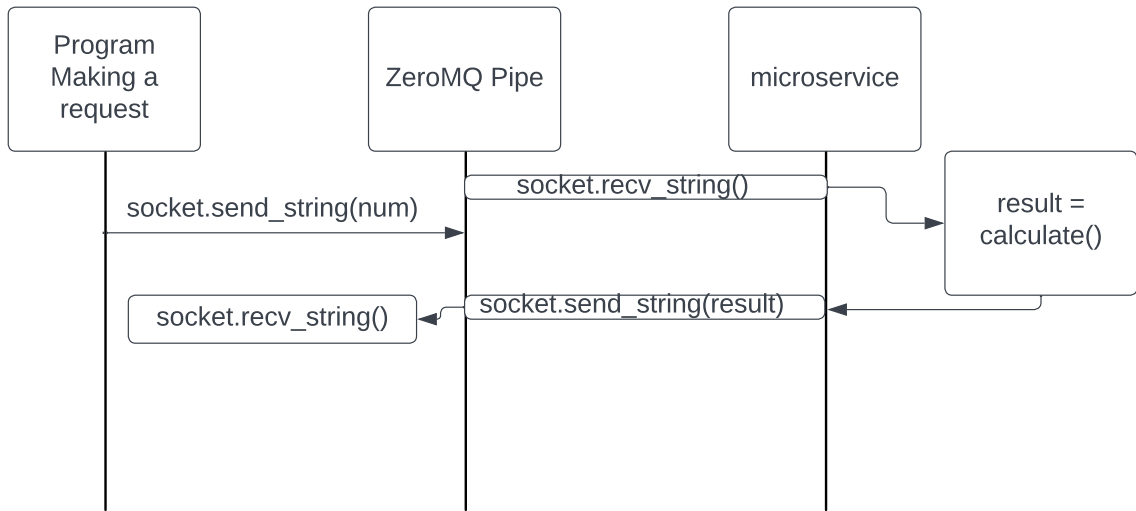 Program
Making a
request
ZeroMQ Pipe
microservice
socket.recv_string()
socket.send_string(num)
result =
calculate()
socket.send_string(result)
socket.recv_string()